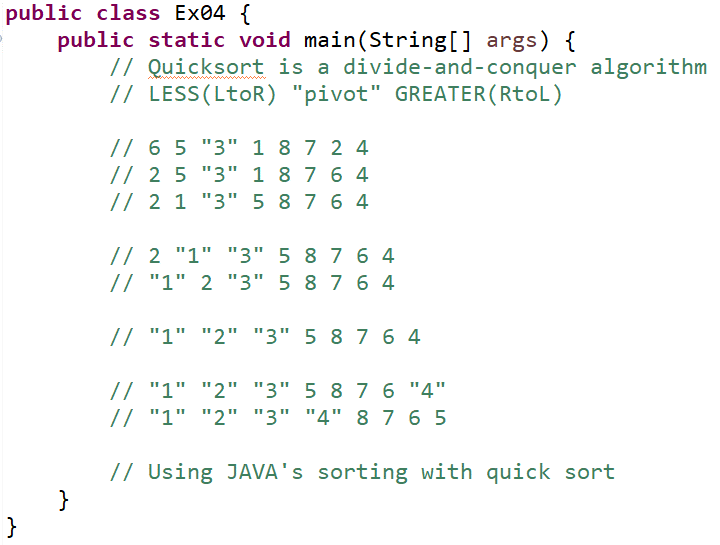 public class Ex04 {
    public static void main(String[] args) {
        // Quicksort is a divide-and-conquer algorithm
        // LESS(LtoR) "pivot" GREATER(RtoL)
        // 6 5 "3" 1 8 7 2 4
        // 2 5 "3" 1 8 7 6 4
        // 2 1 "3" 5 8 7 6 4
        // 2 "1" "3" 5 8 7 6 4
        // "1" 2 "3" 5 8 7 6 4
        // "1" "2" "3" 5 8 7 6 4
        // "1" "2" "3" 5 8 7 6 "4"
        // "1" "2" "3" "4" 8 7 6 5
        // Using JAVA's sorting with quick sort
    }
}